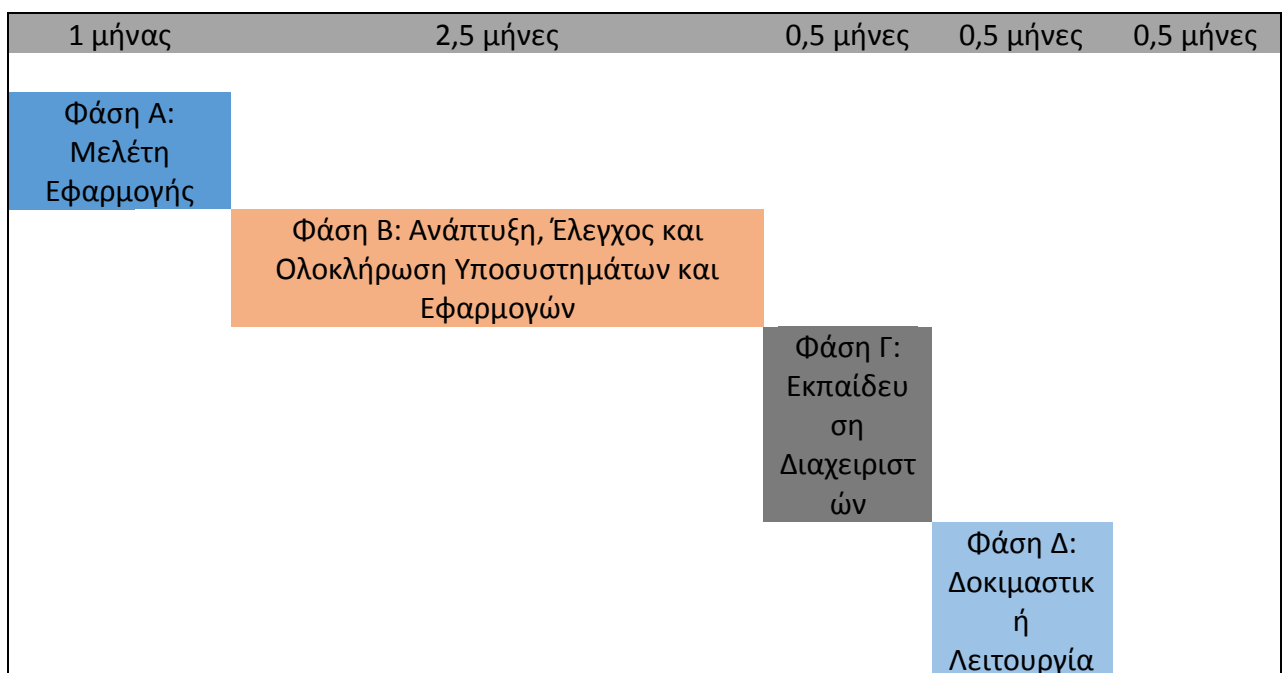 1 μήνας 2,5 μήνες 0,5 μήνες 0,5 μήνες 0,5 μήνες
Φάση Α:
Μελέτη
Εφαρμογής
Φάση Β: Ανάπτυξη, Έλεγχος και
Ολοκλήρωση Υποσυστημάτων και
Εφαρμογών
Φάση Γ:
Εκπαίδευ
ση
Διαχειριστ
ών
Φάση Δ:
Δοκιμαστικ
ή
Λειτουργία